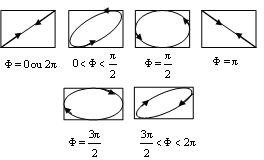 Φ = 0 ou 2π
0 < Φ < π/2
Φ = π/2
Φ = π
Φ = 3π/2
3π/2 < Φ < 2π